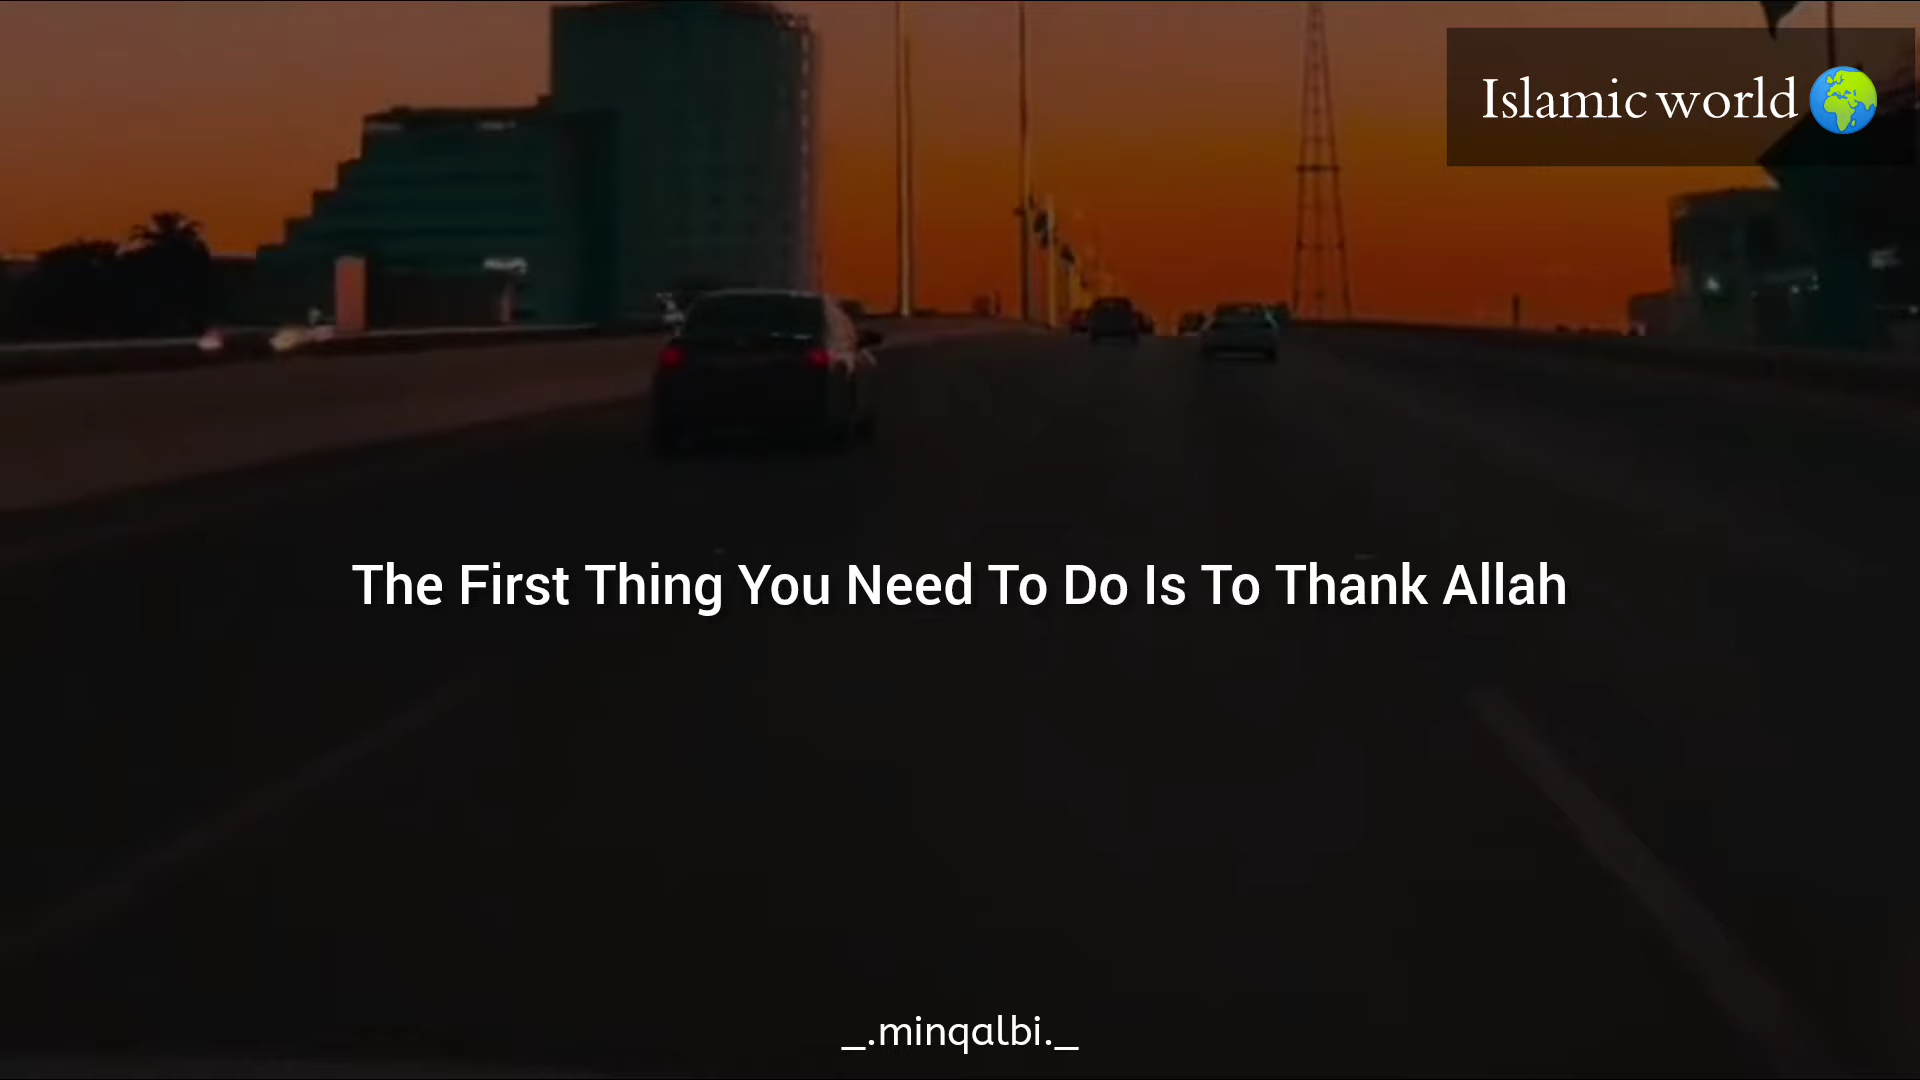 Islamic world 🌍
The First Thing You Need To Do Is To Thank Allah
_.minqalbi._